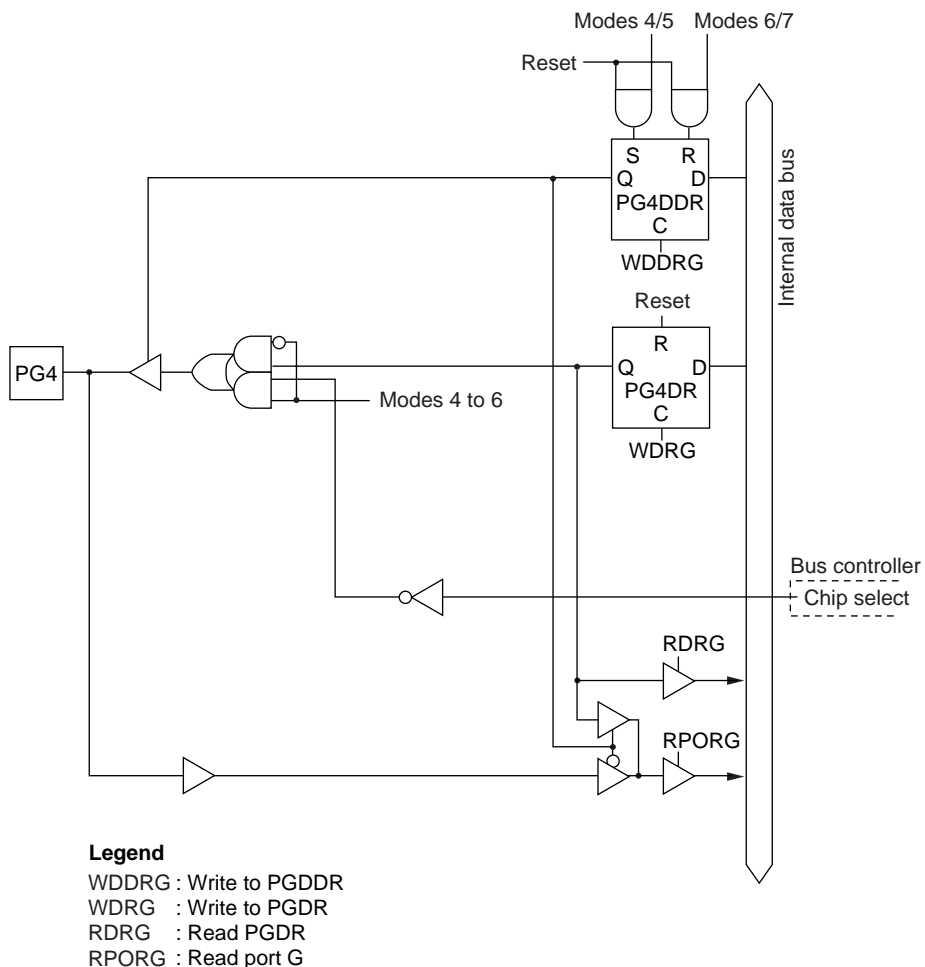 Modes 4/5
Modes 6/7
Reset
S
R
Q
D
PG4DDR
C
WDDRG
Internal data bus
Reset
R
Q
D
PG4DR
C
WDRG
PG4
Modes 4 to 6
Bus controller
Chip select
RDRG
RPORG
Legend
WDDRG : Write to PGDDR
WDRG : Write to PGDR
RDRG : Read PGDR
RPORG : Read port G